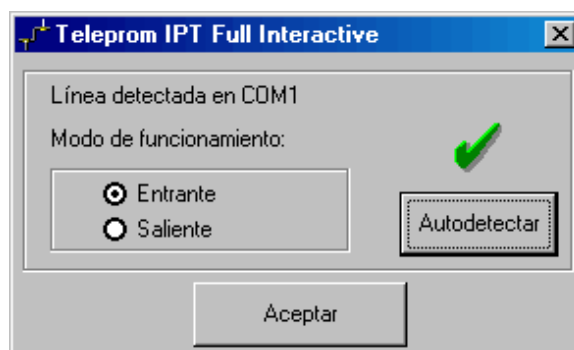 Teleprom IPT Full Interactive
Línea detectada en COM1
Modo de funcionamiento:
Entrante
Saliente
Autodetectar
Aceptar